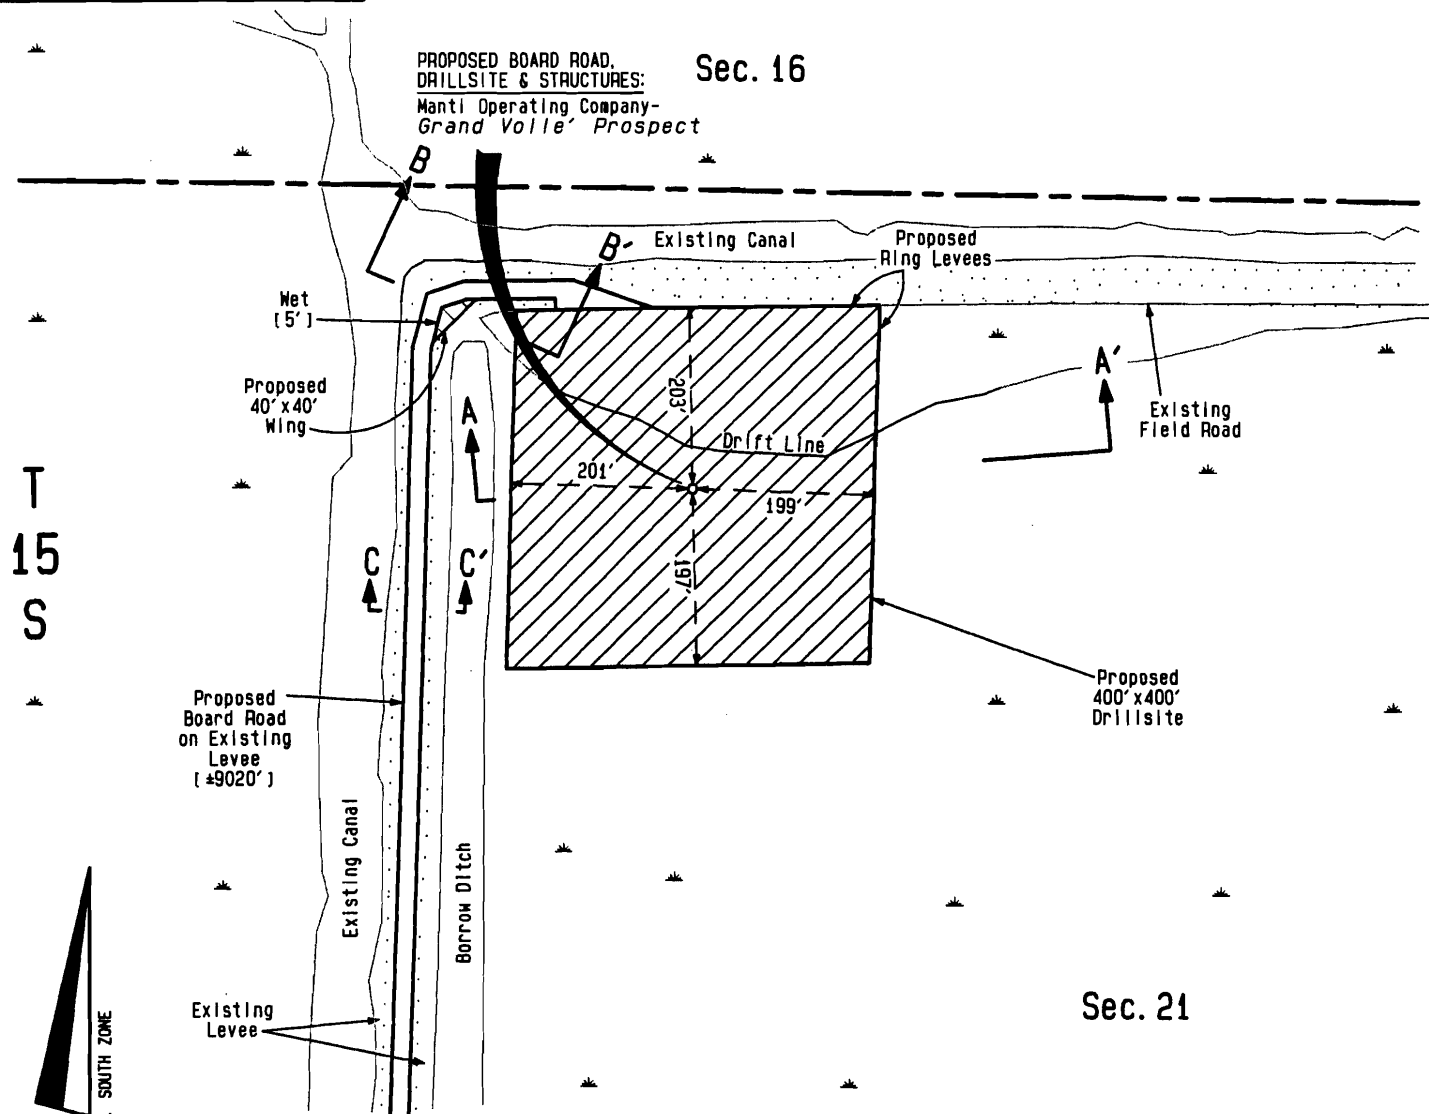 PROPOSED BOARD ROAD,
DRILLSITE & STRUCTURES:
Manti Operating Company-
Grand Volle' Prospect
Sec. 16
B
B'
Existing Canal
Proposed
Ring Levees
Wet
[5']
Proposed
40'x40'
Wing
A
A'
203'
Drift Line
201'
199'
197'
Existing
Field Road
T
15
S
C
C'
Proposed
400'x400'
Drillsite
Proposed
Board Road
on Existing
Levee
[±9020']
Existing Canal
Borrow Ditch
Existing
Levee
Sec. 21
SOUTH ZONE